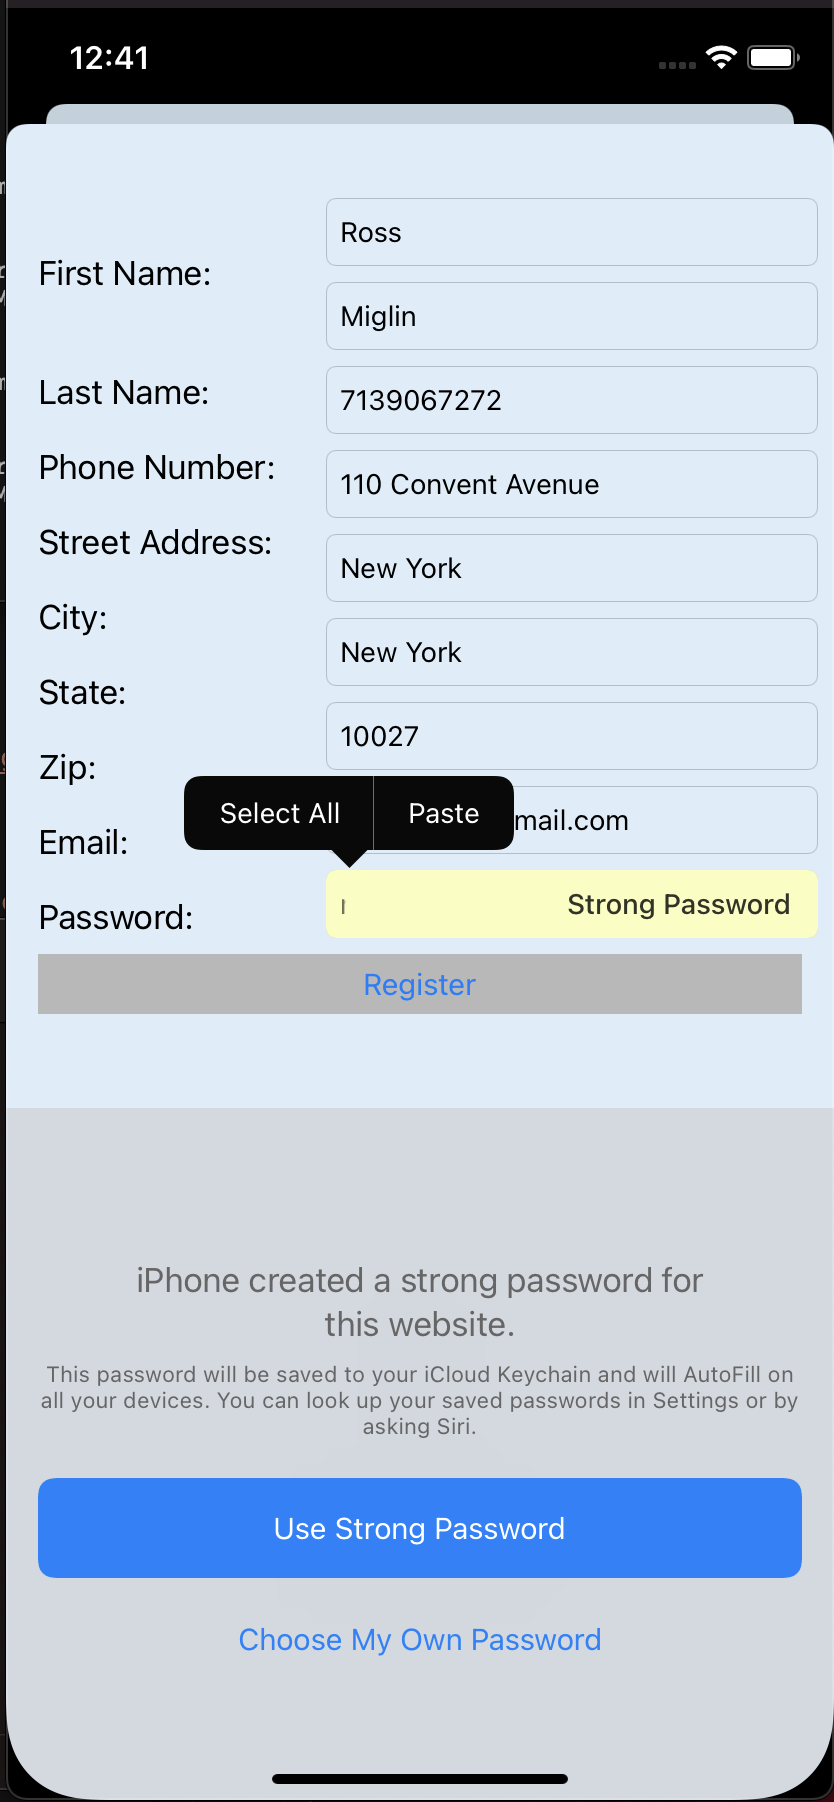 12:41
Ross
First Name:
Miglin
Last Name:
7139067272
Phone Number:
110 Convent Avenue
Street Address:
New York
City:
New York
State:
10027
Zip:
Select All
Paste
mail.com
Email:
Strong Password
Password:
Register
iPhone created a strong password for
this website.
This password will be saved to your iCloud Keychain and will AutoFill on
all your devices. You can look up your saved passwords in Settings or by
asking Siri.
Use Strong Password
Choose My Own Password